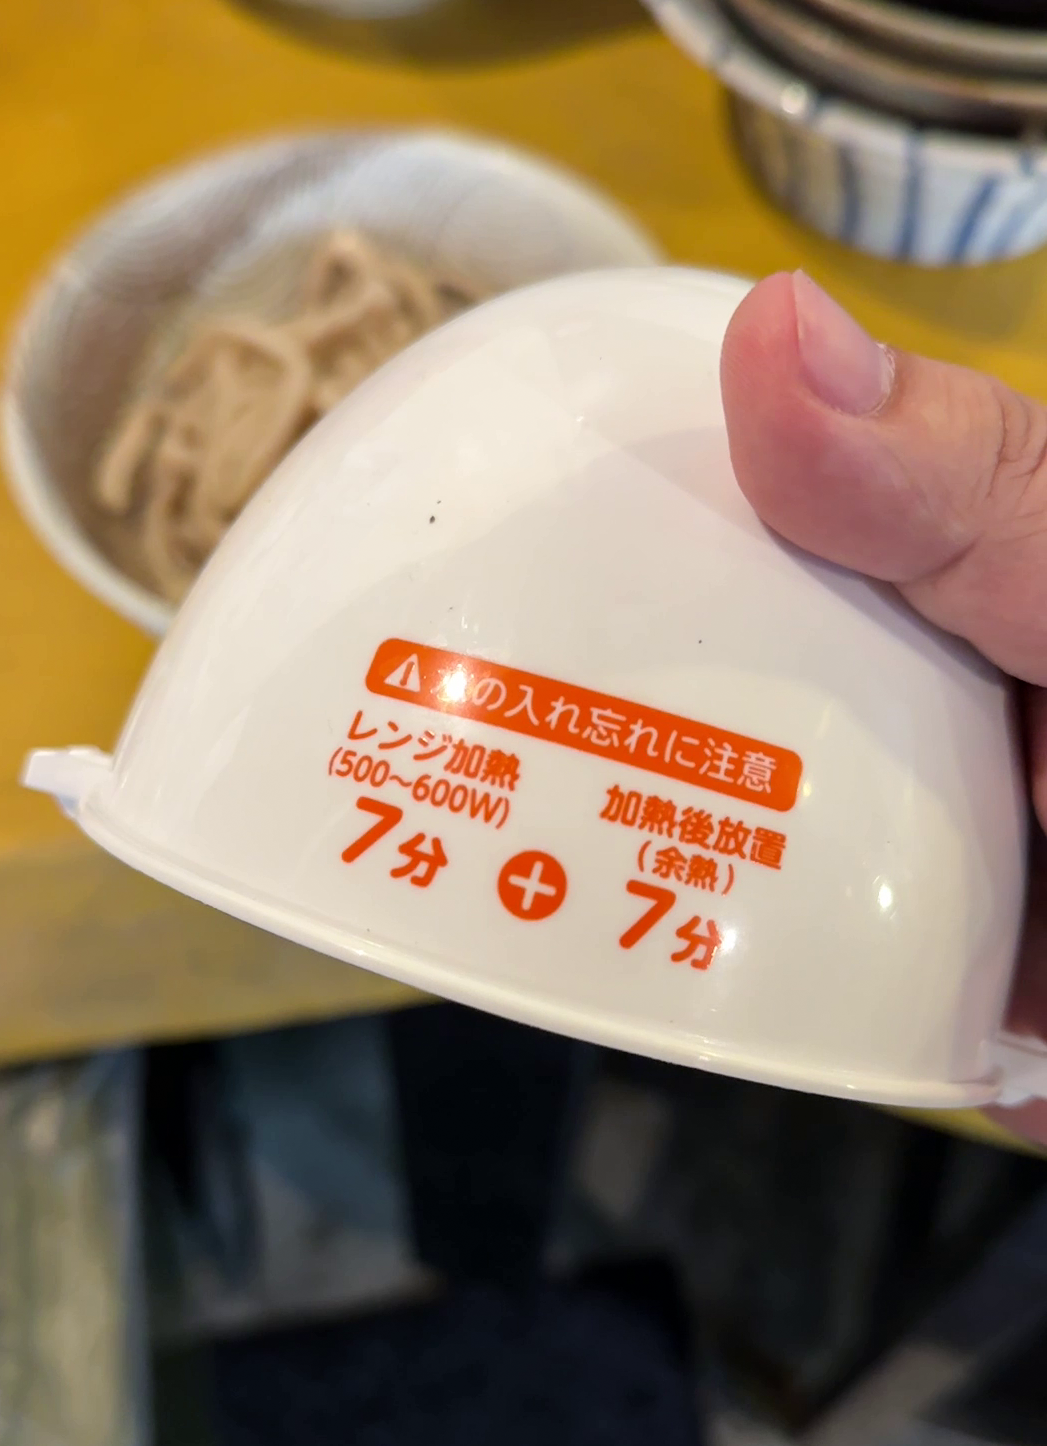 の入れ忘れに注意
レンジ加熱
(500~600W)
7分
+
加熱後放置
(余熱)
7分